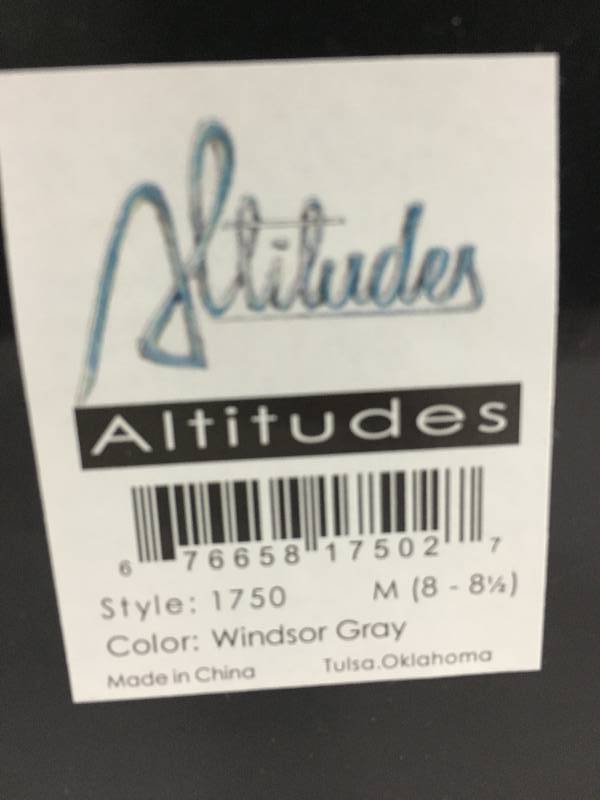 Altitudes
Altitudes
6 76658 17502 7
Style: 1750 M (8 - 8½)
Color: Windsor Gray
Made in China Tulsa.Oklahoma